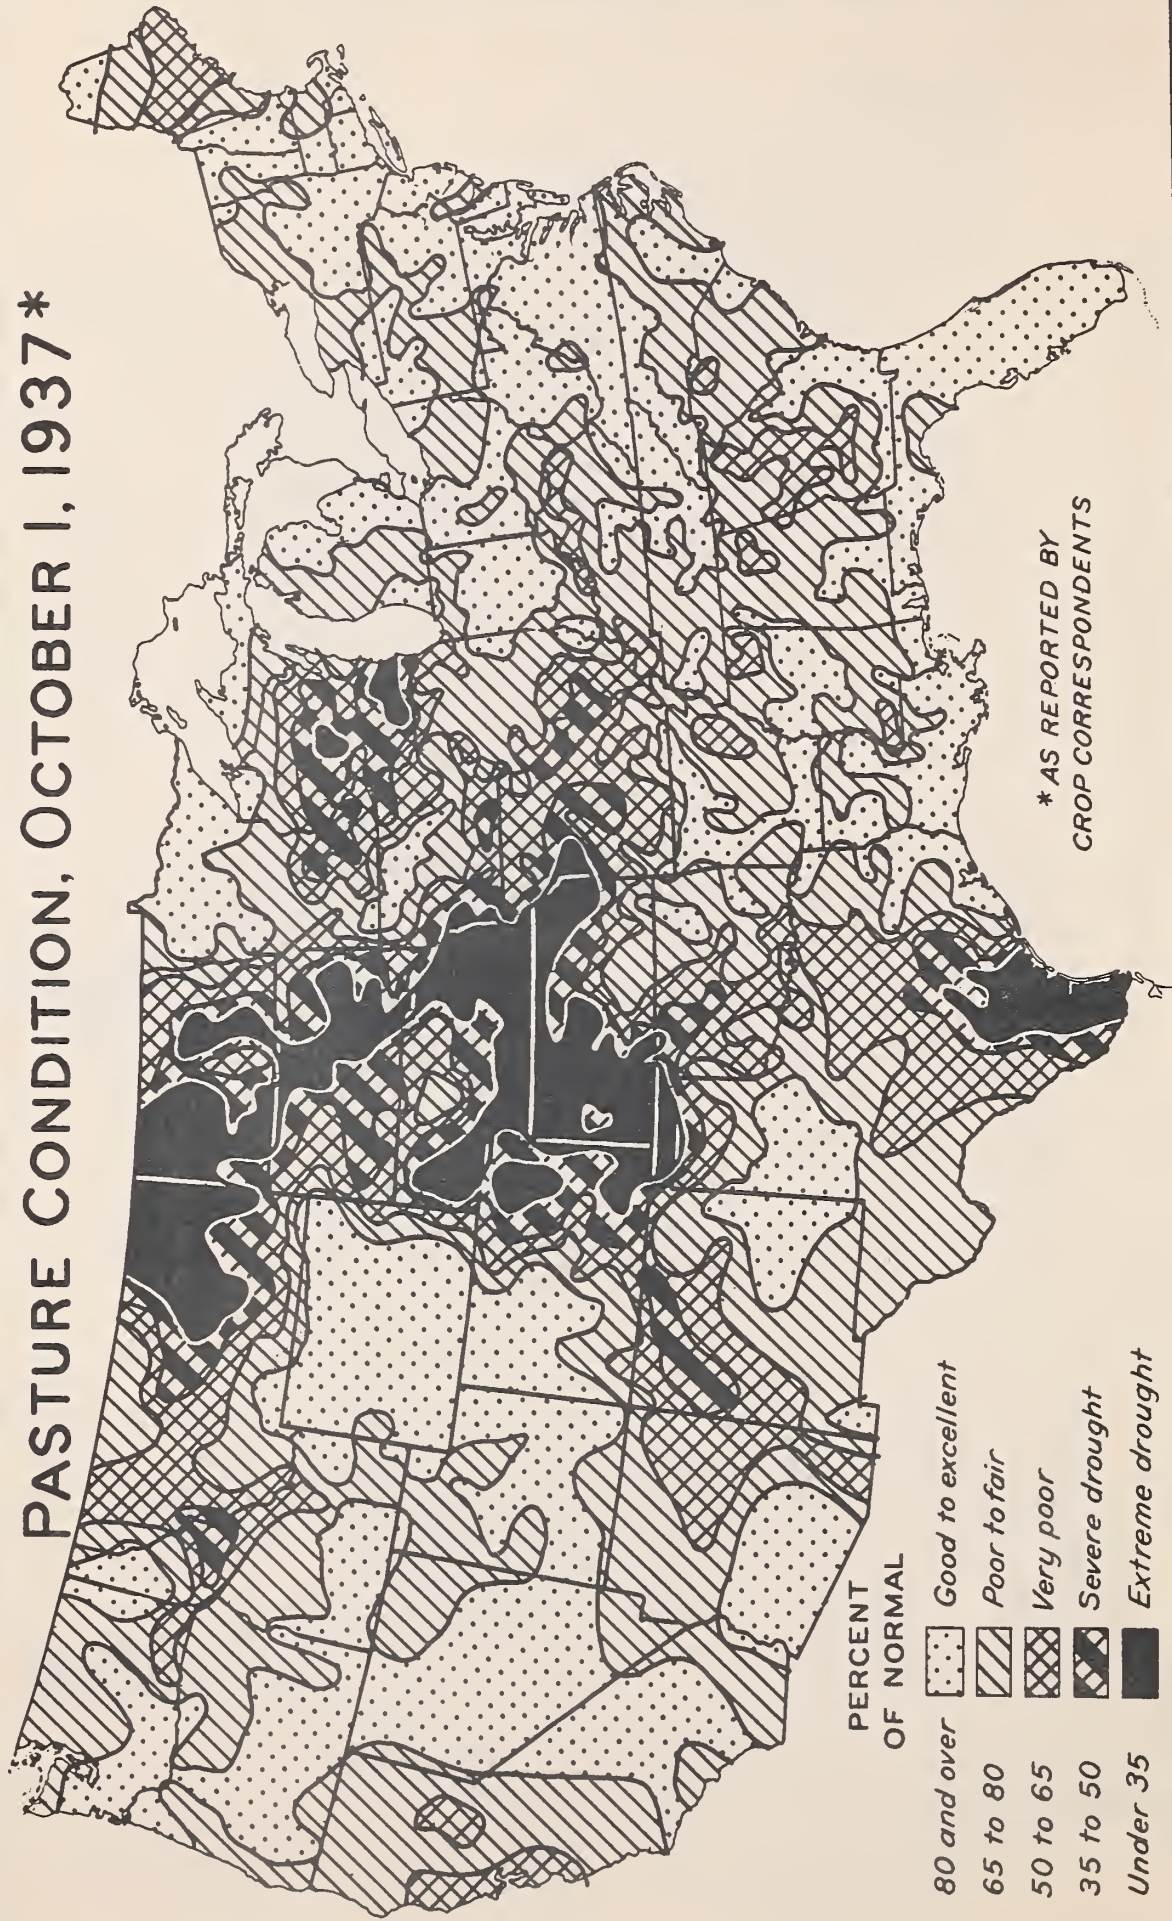 PASTURE CONDITION, OCTOBER 1, 1937*
*AS REPORTED BY
CROP CORRESPONDENTS
PERCENT
OF NORMAL
80 and over Good to excellent
65 to 80 Poor to fair
50 to 65 Very poor
35 to 50 Severe drought
Under 35 Extreme drought